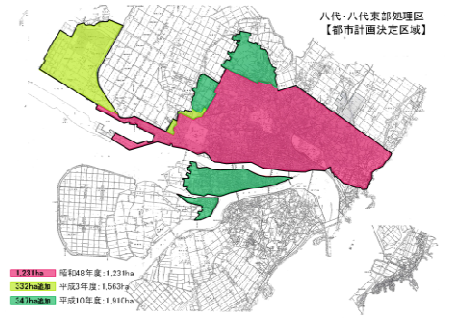 八代・八代東部処理区
【都市計画決定区域】
1,231ha 昭和48年度：1,231ha
332ha追加 平成3年度：1,563ha
347ha追加 平成10年度：1,910ha